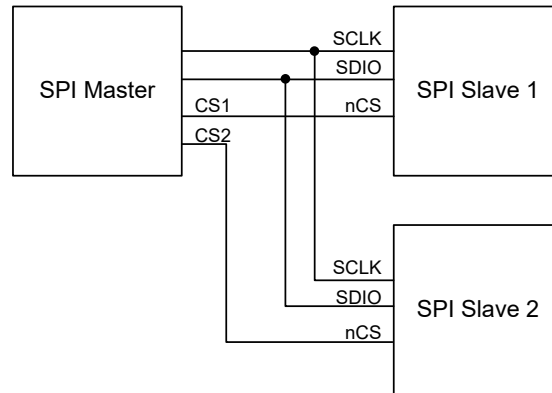 SCLK
SDIO
SPI Master
SPI Slave 1
CS1
nCS
CS2
SCLK
SDIO
SPI Slave 2
nCS